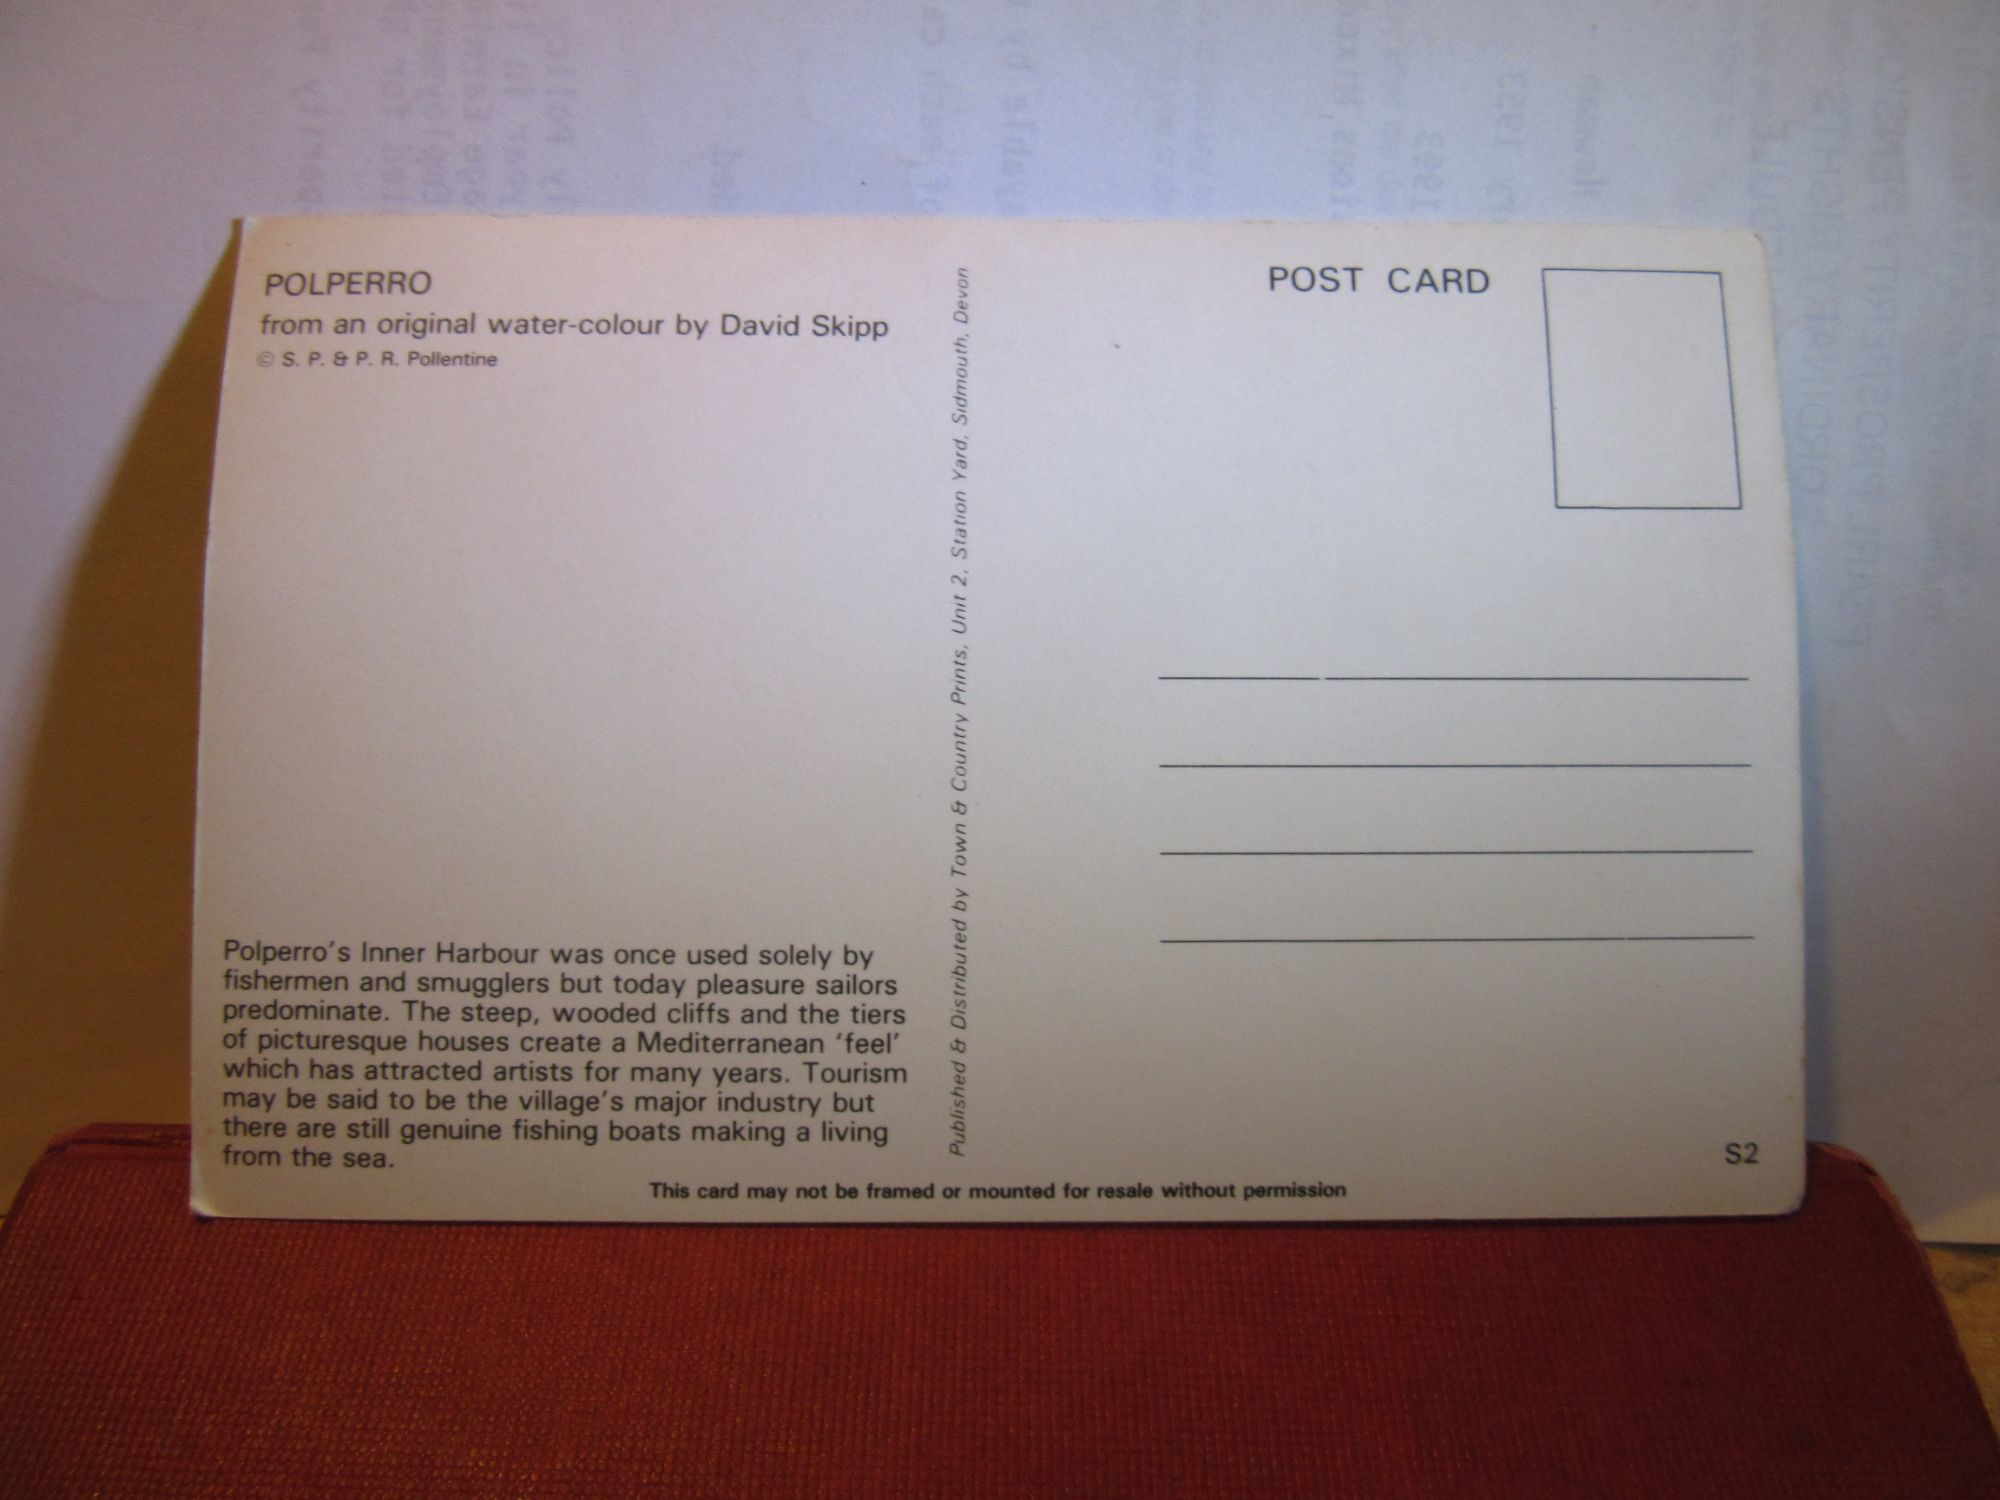 POLPERRO
from an original water-colour by David Skipp
© S. P. & P. R. Pollentine
Polperro's Inner Harbour was once used solely by
fishermen and smugglers but today pleasure sailors
predominate. The steep, wooded cliffs and the tiers
of picturesque houses create a Mediterranean 'feel'
which has attracted artists for many years. Tourism
may be said to be the village's major industry but
there are still genuine fishing boats making a living
from the sea.
Published & Distributed by Town & Country Prints, Unit 2, Station Yard, Sidmouth, Devon
POST CARD
S2
This card may not be framed or mounted for resale without permission
1993
1953
Newman
ORDINARY RIGHTS